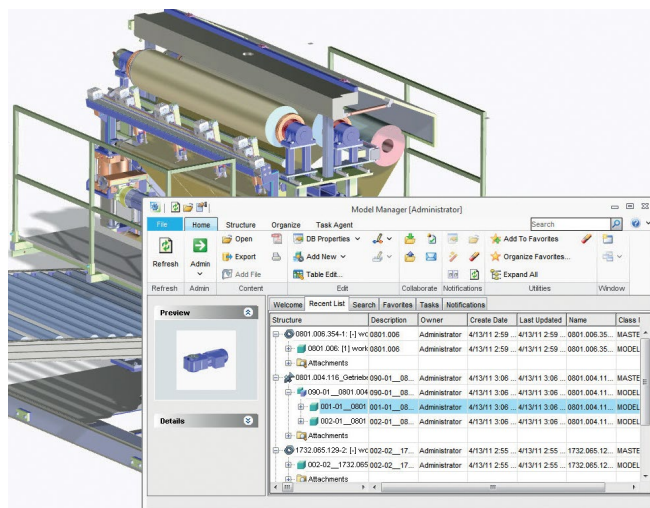 Model Manager [Administrator]
File Home Structure Organize Task Agent Search
Refresh Admin Open Export Add File DB Properties Add New Table Edit... Add To Favorites Organize Favorites... Expand All
Refresh Admin Content Edit Collaborate Notifications Utilities Window
Preview
Details
Welcome Recent List Search Favorites Tasks Notifications
Structure Description Owner Create Date Last Updated Name Class
0801.006.354-1: [-] wc 0801.006 Administrator 4/13/11 2:59 ... 4/13/11 2:59 ... 0801.006.35... MASTE
0801.006: [1] work 0801.006 Administrator 4/13/11 2:59 ... 4/13/11 2:59 ... 0801.006.35... MODEL
Attachments
0801.004.116_Getriebe 090-01__08... Administrator 4/13/11 3:06 ... 4/13/11 3:06 ... 0801.004.11... MASTE
090-01__0801.004 090-01__08... Administrator 4/13/11 3:06 ... 4/13/11 3:06 ... 0801.004.11... MODEL
001-01__0801 001-01__08... Administrator 4/13/11 3:06 ... 4/13/11 3:06 ... 0801.004.11... MODEL
002-01__0801 002-01__08... Administrator 4/13/11 3:06 ... 4/13/11 3:06 ... 0801.004.11... MODEL
Attachments
1732.065.129-2: [-] wc 002-02__17... Administrator 4/13/11 2:55 ... 4/13/11 2:55 ... 1732.065.12... MASTE
002-02__1732.065 002-02__17... Administrator 4/13/11 2:55 ... 4/13/11 2:55 ... 1732.065.12... MODEL
Attachments